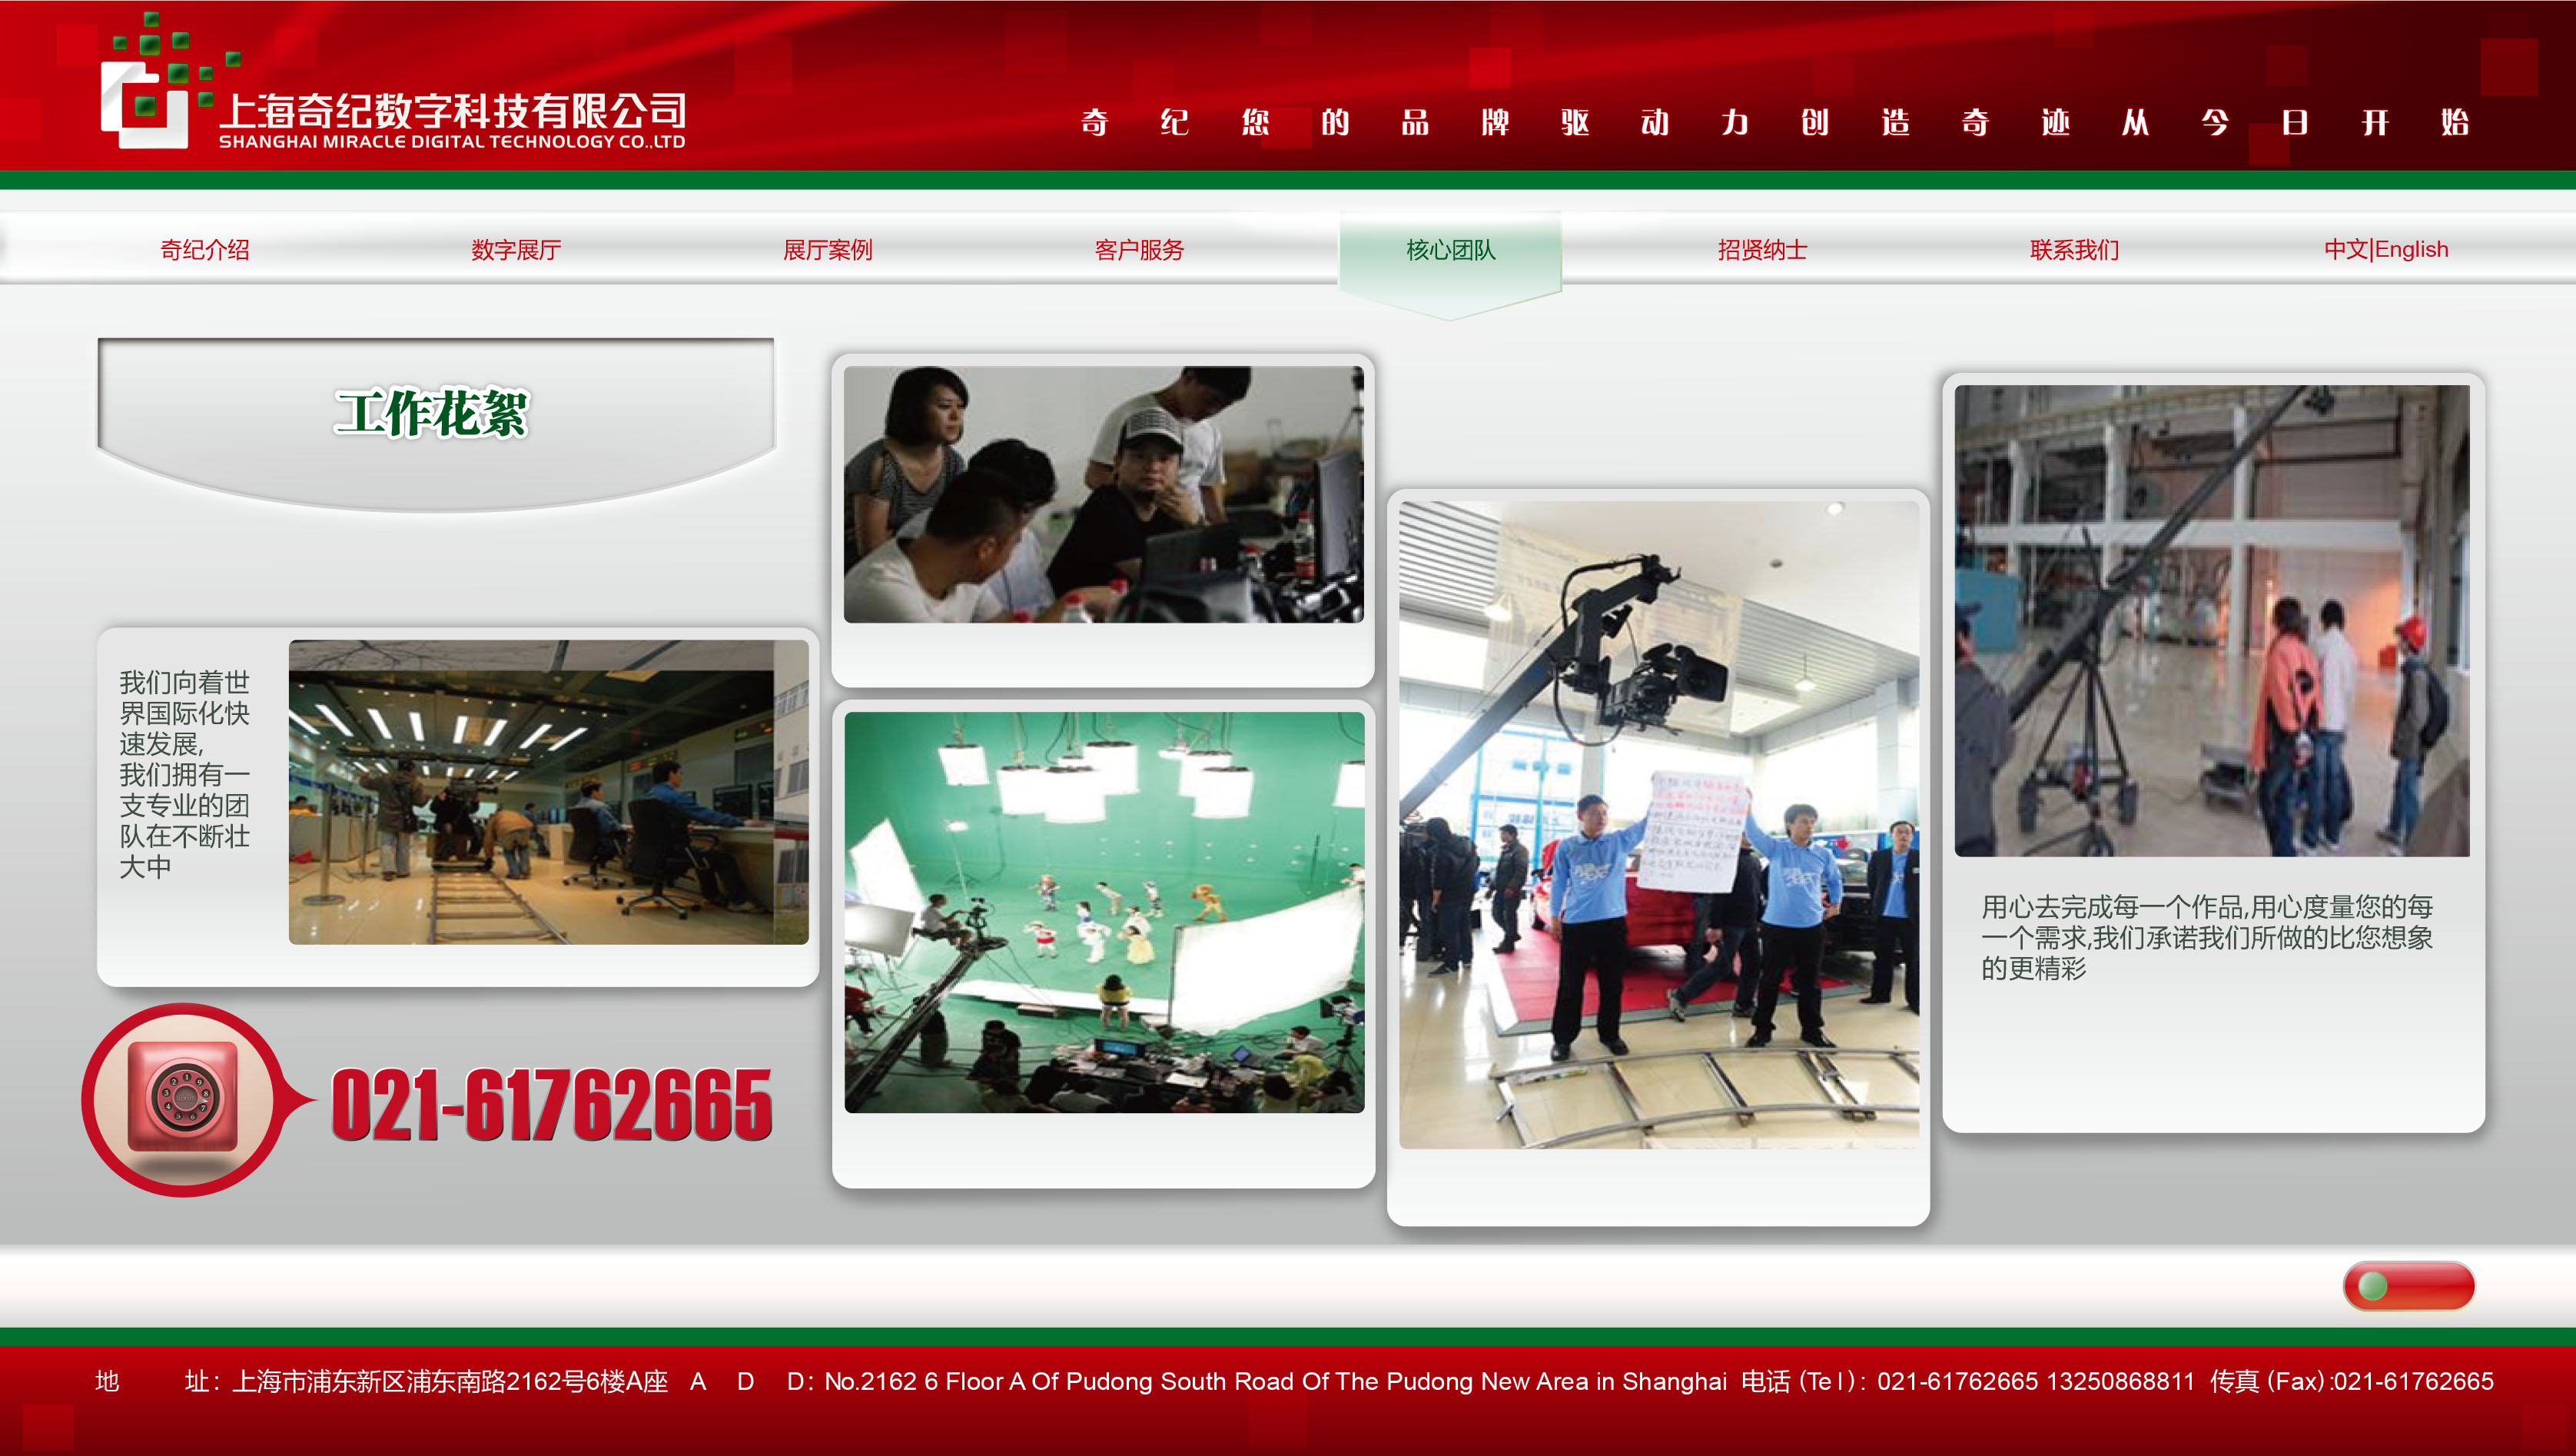 上海奇纪数字科技有限公司
SHANGHAI MIRACLE DIGITAL TECHNOLOGY CO.,LTD
奇纪您的品牌驱动力创造奇迹从今日开始
奇纪介绍 数字展厅 展厅案例 客户服务 核心团队 招贤纳士 联系我们 中文|English
工作花絮
我们向着世
界国际化快
速发展,
我们拥有一
支专业的团
队在不断壮
大中
用心去完成每一个作品,用心度量您的每
一个需求,我们承诺我们所做的比您想象
的更精彩
021-61762665
地 址: 上海市浦东新区浦东南路2162号6楼A座 A D D: No.2162 6 Floor A Of Pudong South Road Of The Pudong New Area in Shanghai 电话 (Tel): 021-61762665 13250868811 传真 (Fax):021-61762665